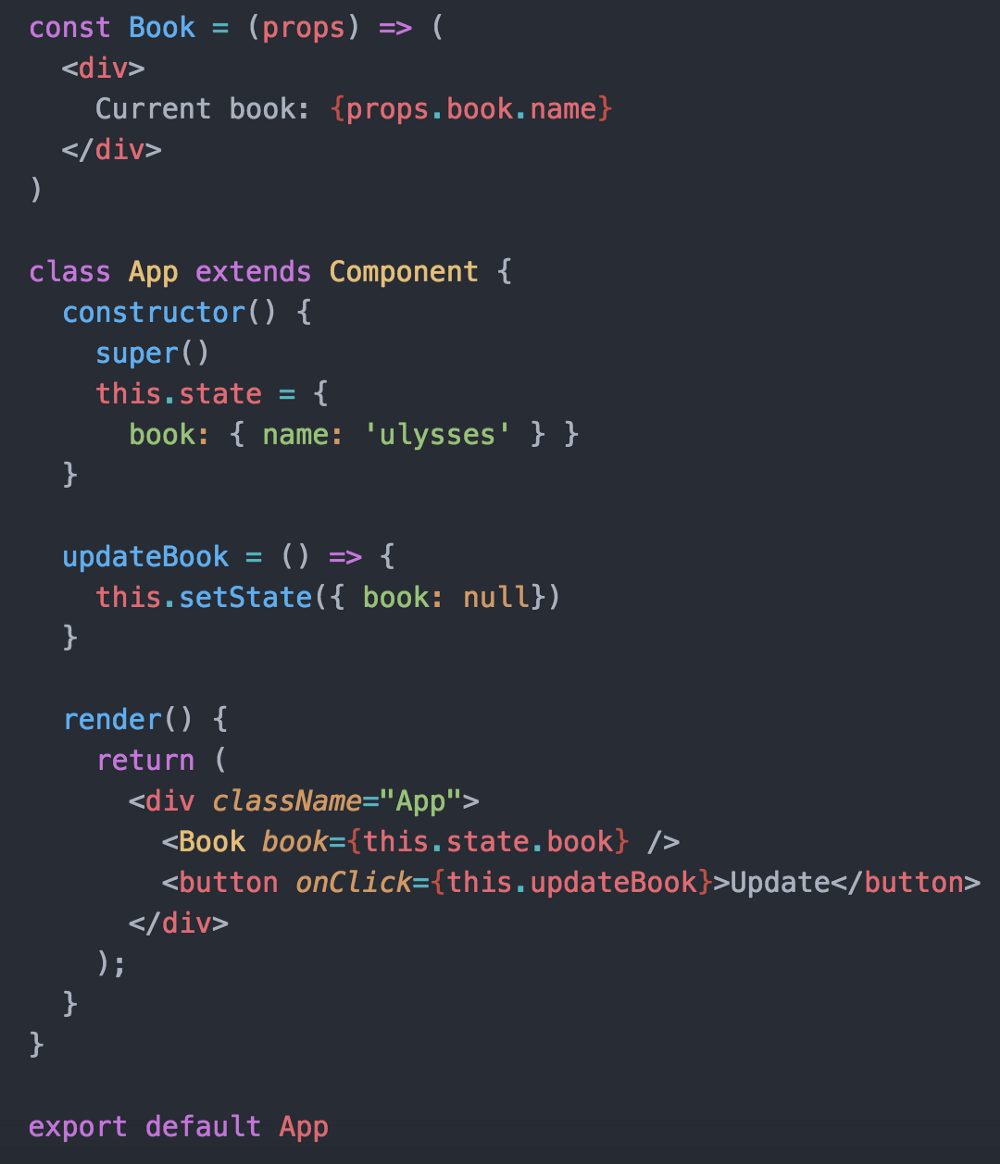 const Book = (props) => (
  <div>
    Current book: {props.book.name}
  </div>
)

class App extends Component {
  constructor() {
    super()
    this.state = {
      book: { name: 'ulysses' } }
  }

  updateBook = () => {
    this.setState({ book: null})
  }

  render() {
    return (
      <div className="App">
        <Book book={this.state.book} />
        <button onClick={this.updateBook}>Update</button>
      </div>
    );
  }
}

export default App